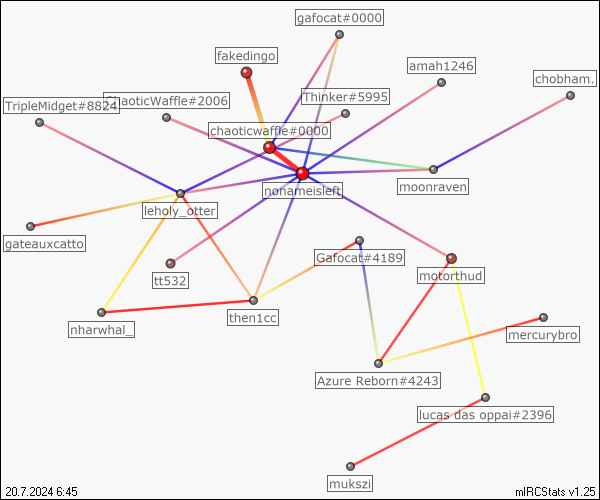 gafocat#0000
fakedingo
amah1246
chobham.
Thinker#5995
ChaoticWaffle#2006
TripleMidget#8824
chaoticwaffle#0000
moonraven
nonameisleft
leholy_otter
gateauxcatto
Gafocat#4189
motorthud
tt532
then1cc
nharwhal_
mercurybro
Azure Reborn#4243
lucas das oppai#2396
mukszi
20.7.2024 6:45
mIRCStats v1.25